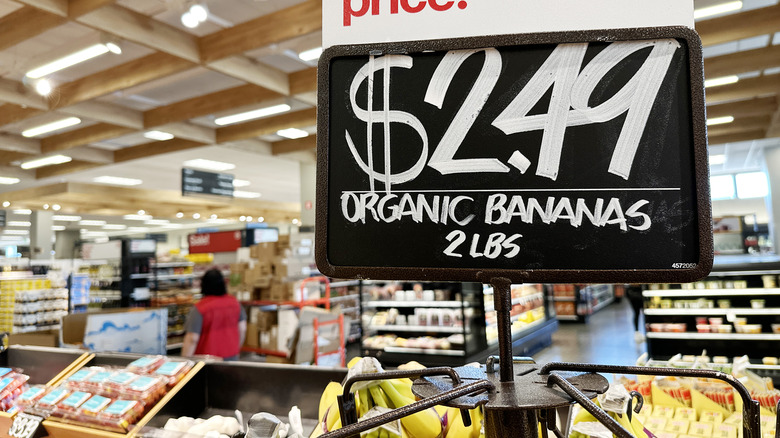 price.
$2.49
ORGANIC BANANAS
2 LBS
4572062